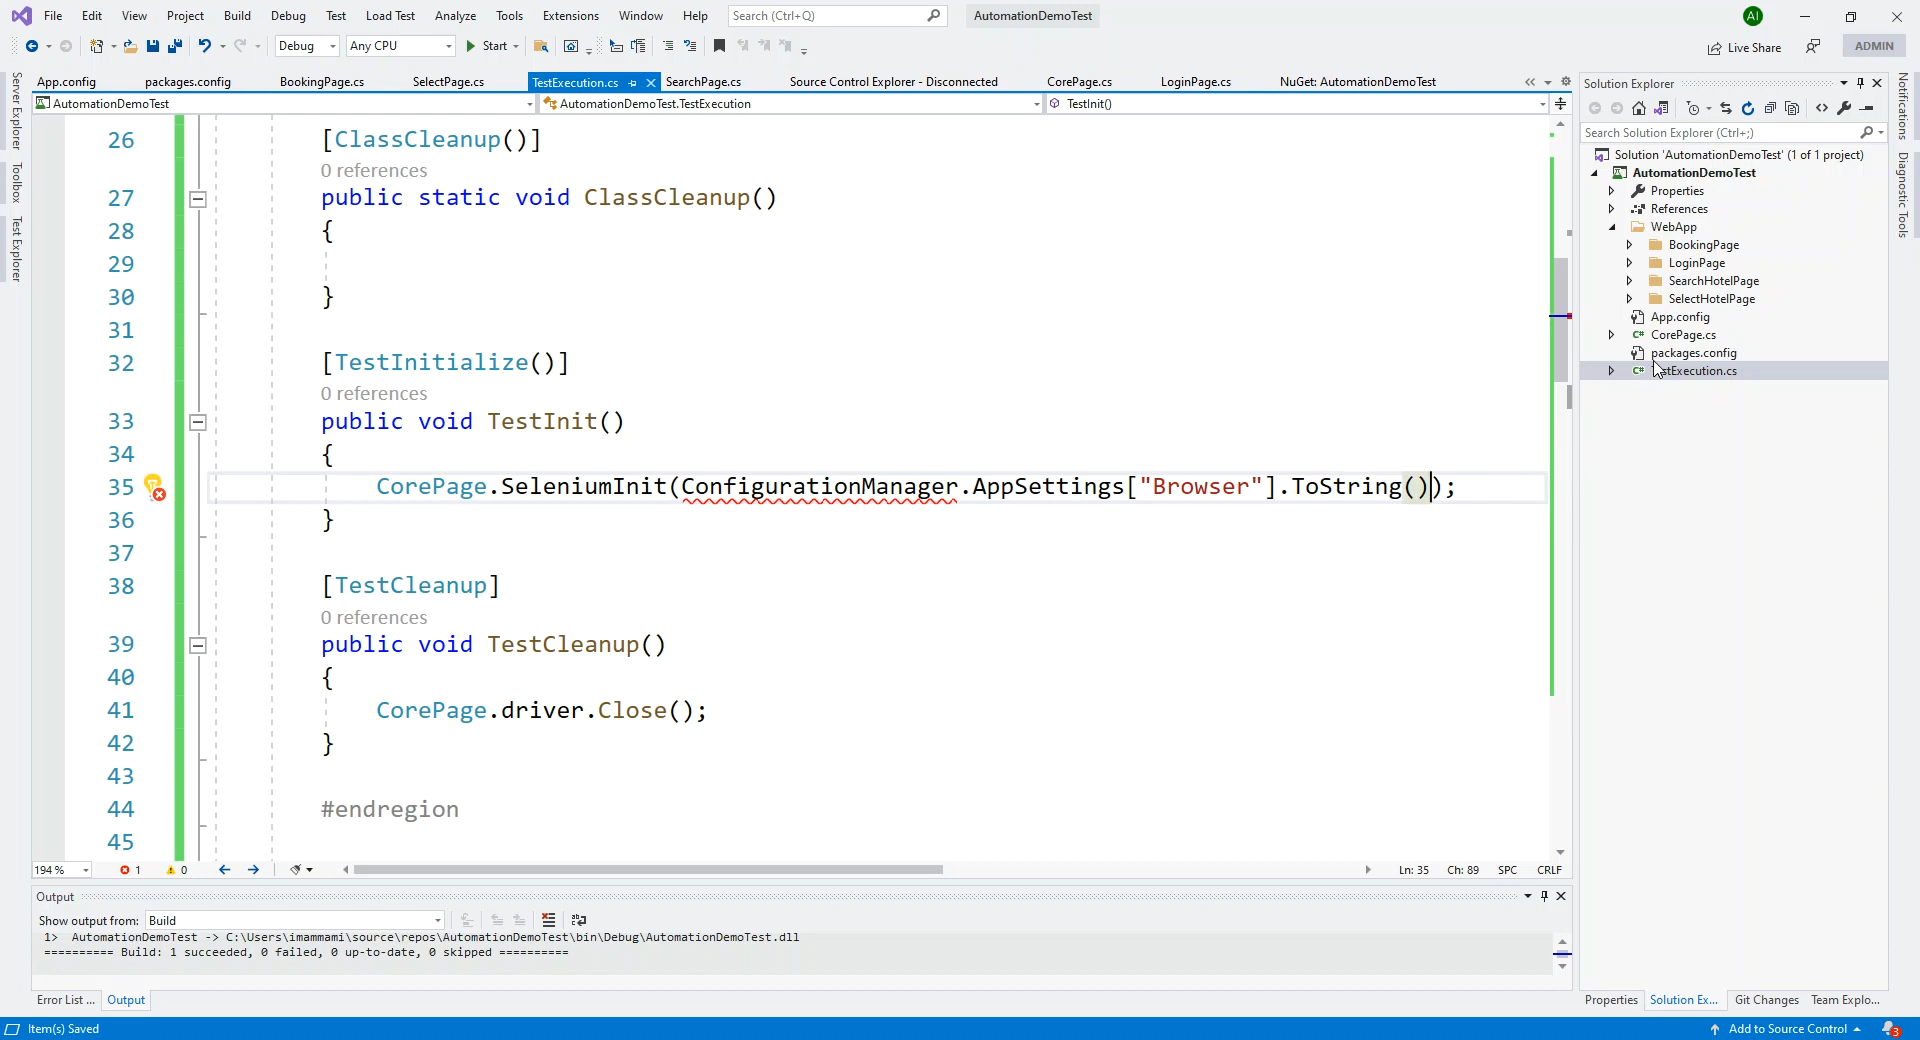 File Edit View Project Build Debug Test Load Test Analyze Tools Extensions Window Help Search (Ctrl+Q) AutomationDemoTest AI
Debug Any CPU Start Live Share ADMIN
App.config packages.config BookingPage.cs SelectPage.cs TestExecution.cs SearchPage.cs Source Control Explorer - Disconnected CorePage.cs LoginPage.cs NuGet: AutomationDemoTest
AutomationDemoTest AutomationDemoTest.TestExecution TestInit()
Server Explorer
Toolbox
Test Explorer
26 [ClassCleanup()]
0 references
27 public static void ClassCleanup()
28 {
29
30 }
31
32 [TestInitialize()]
0 references
33 public void TestInit()
34 {
35 CorePage.SeleniumInit(ConfigurationManager.AppSettings["Browser"].ToString());
36 }
37
38 [TestCleanup]
0 references
39 public void TestCleanup()
40 {
41 CorePage.driver.Close();
42 }
43
44 #endregion
45
194 % 1 0 Ln: 35 Ch: 89 SPC CRLF
Output
Show output from: Build
1> AutomationDemoTest -> C:\Users\imammami\source\repos\AutomationDemoTest\bin\Debug\AutomationDemoTest.dll
========== Build: 1 succeeded, 0 failed, 0 up-to-date, 0 skipped ==========
Error List ... Output
Solution Explorer
Search Solution Explorer (Ctrl+;)
Solution 'AutomationDemoTest' (1 of 1 project)
AutomationDemoTest
Properties
References
WebApp
BookingPage
LoginPage
SearchHotelPage
SelectHotelPage
App.config
C# CorePage.cs
packages.config
C# stExecution.cs
Properties Solution Ex... Git Changes Team Explo...
Notifications
Diagnostic Tools
Item(s) Saved Add to Source Control 3